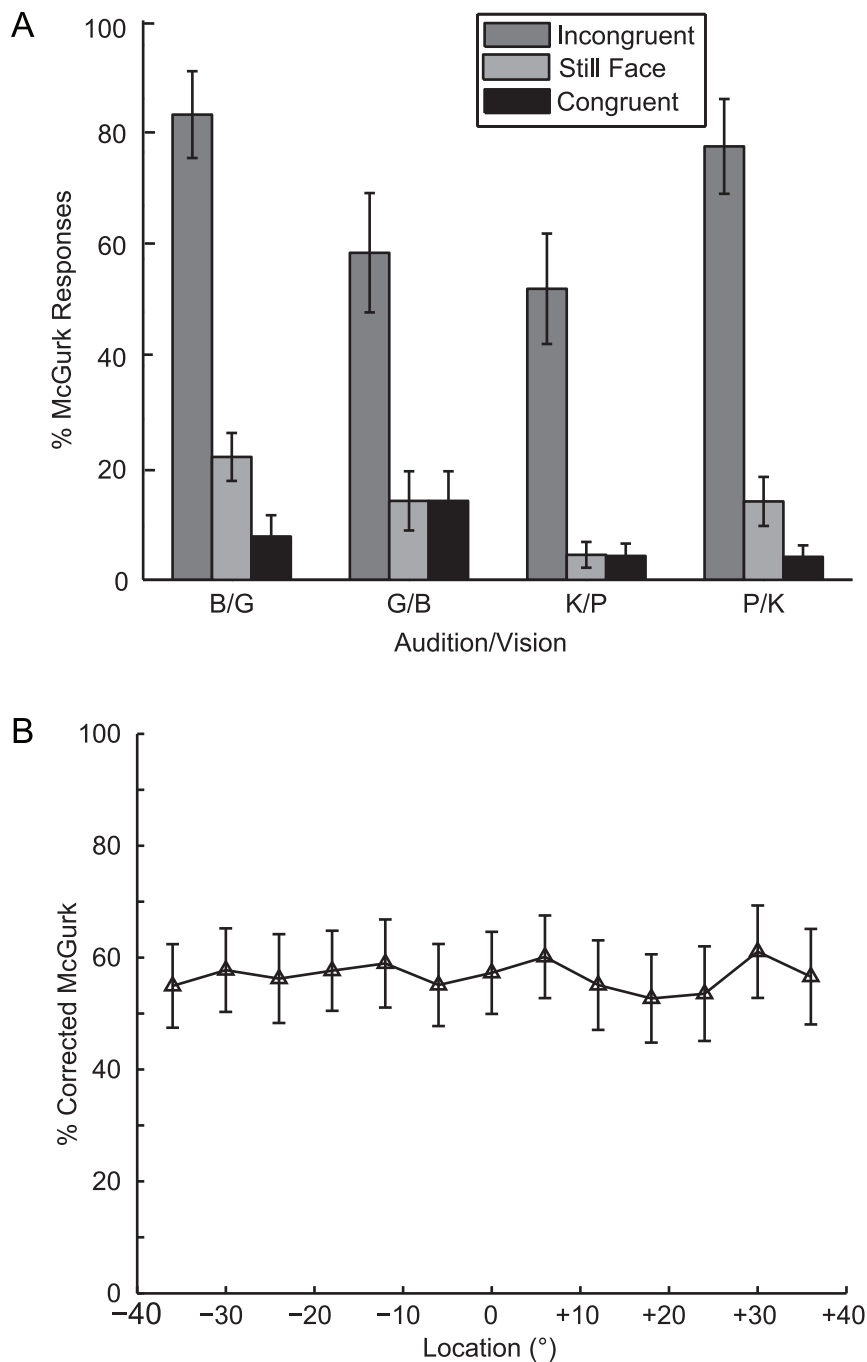 A
100
80
60
40
20
0
% McGurk Responses
Incongruent
Still Face
Congruent
B/G G/B K/P P/K
Audition/Vision
B
100
80
60
40
20
0
% Corrected McGurk
−40 −30 −20 −10 0 +10 +20 +30 +40
Location (°)